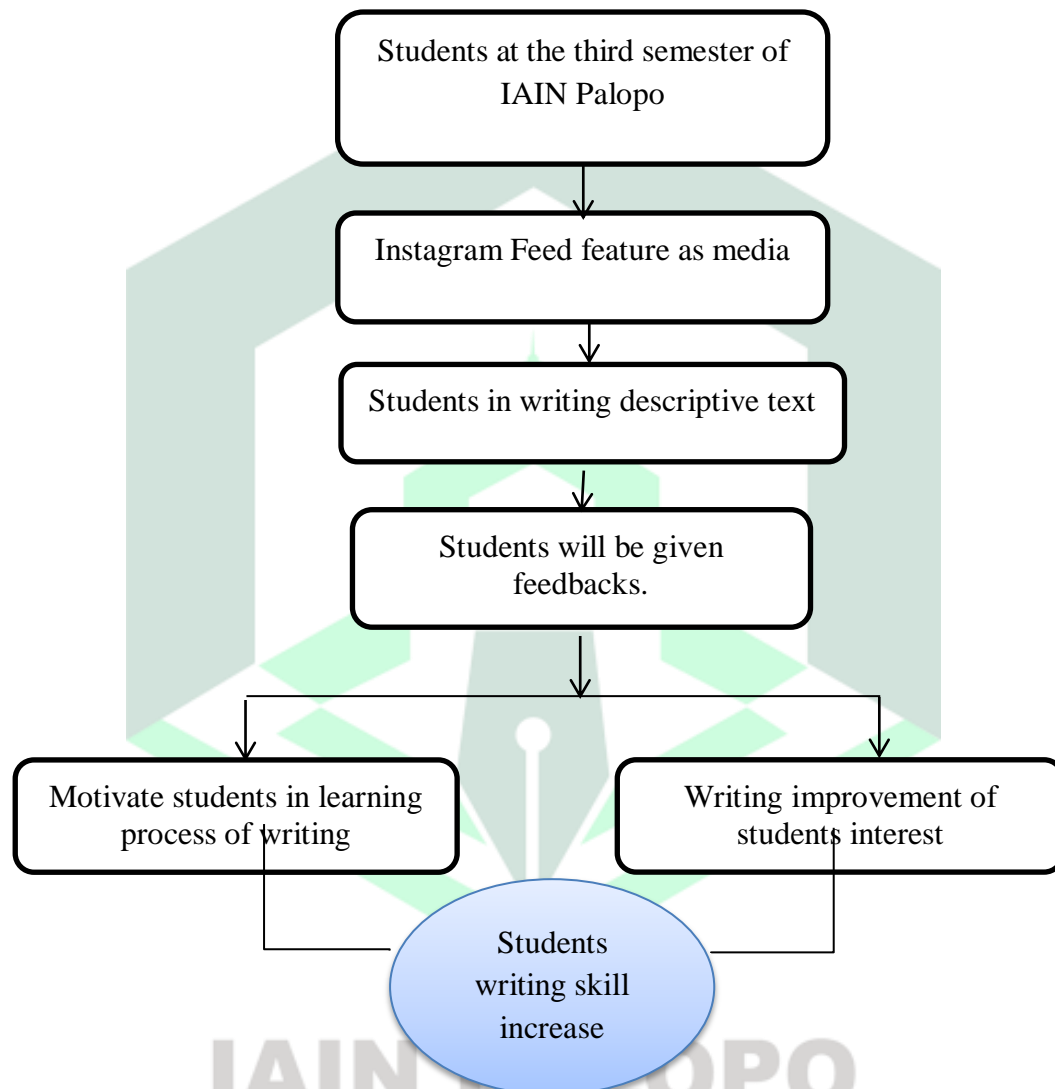 Students at the third semester of
IAIN Palopo
Instagram Feed feature as media
Students in writing descriptive text
Students will be given
feedbacks.
Motivate students in learning
process of writing
Writing improvement of
students interest
Students
writing skill
increase
IAIN PALOPO